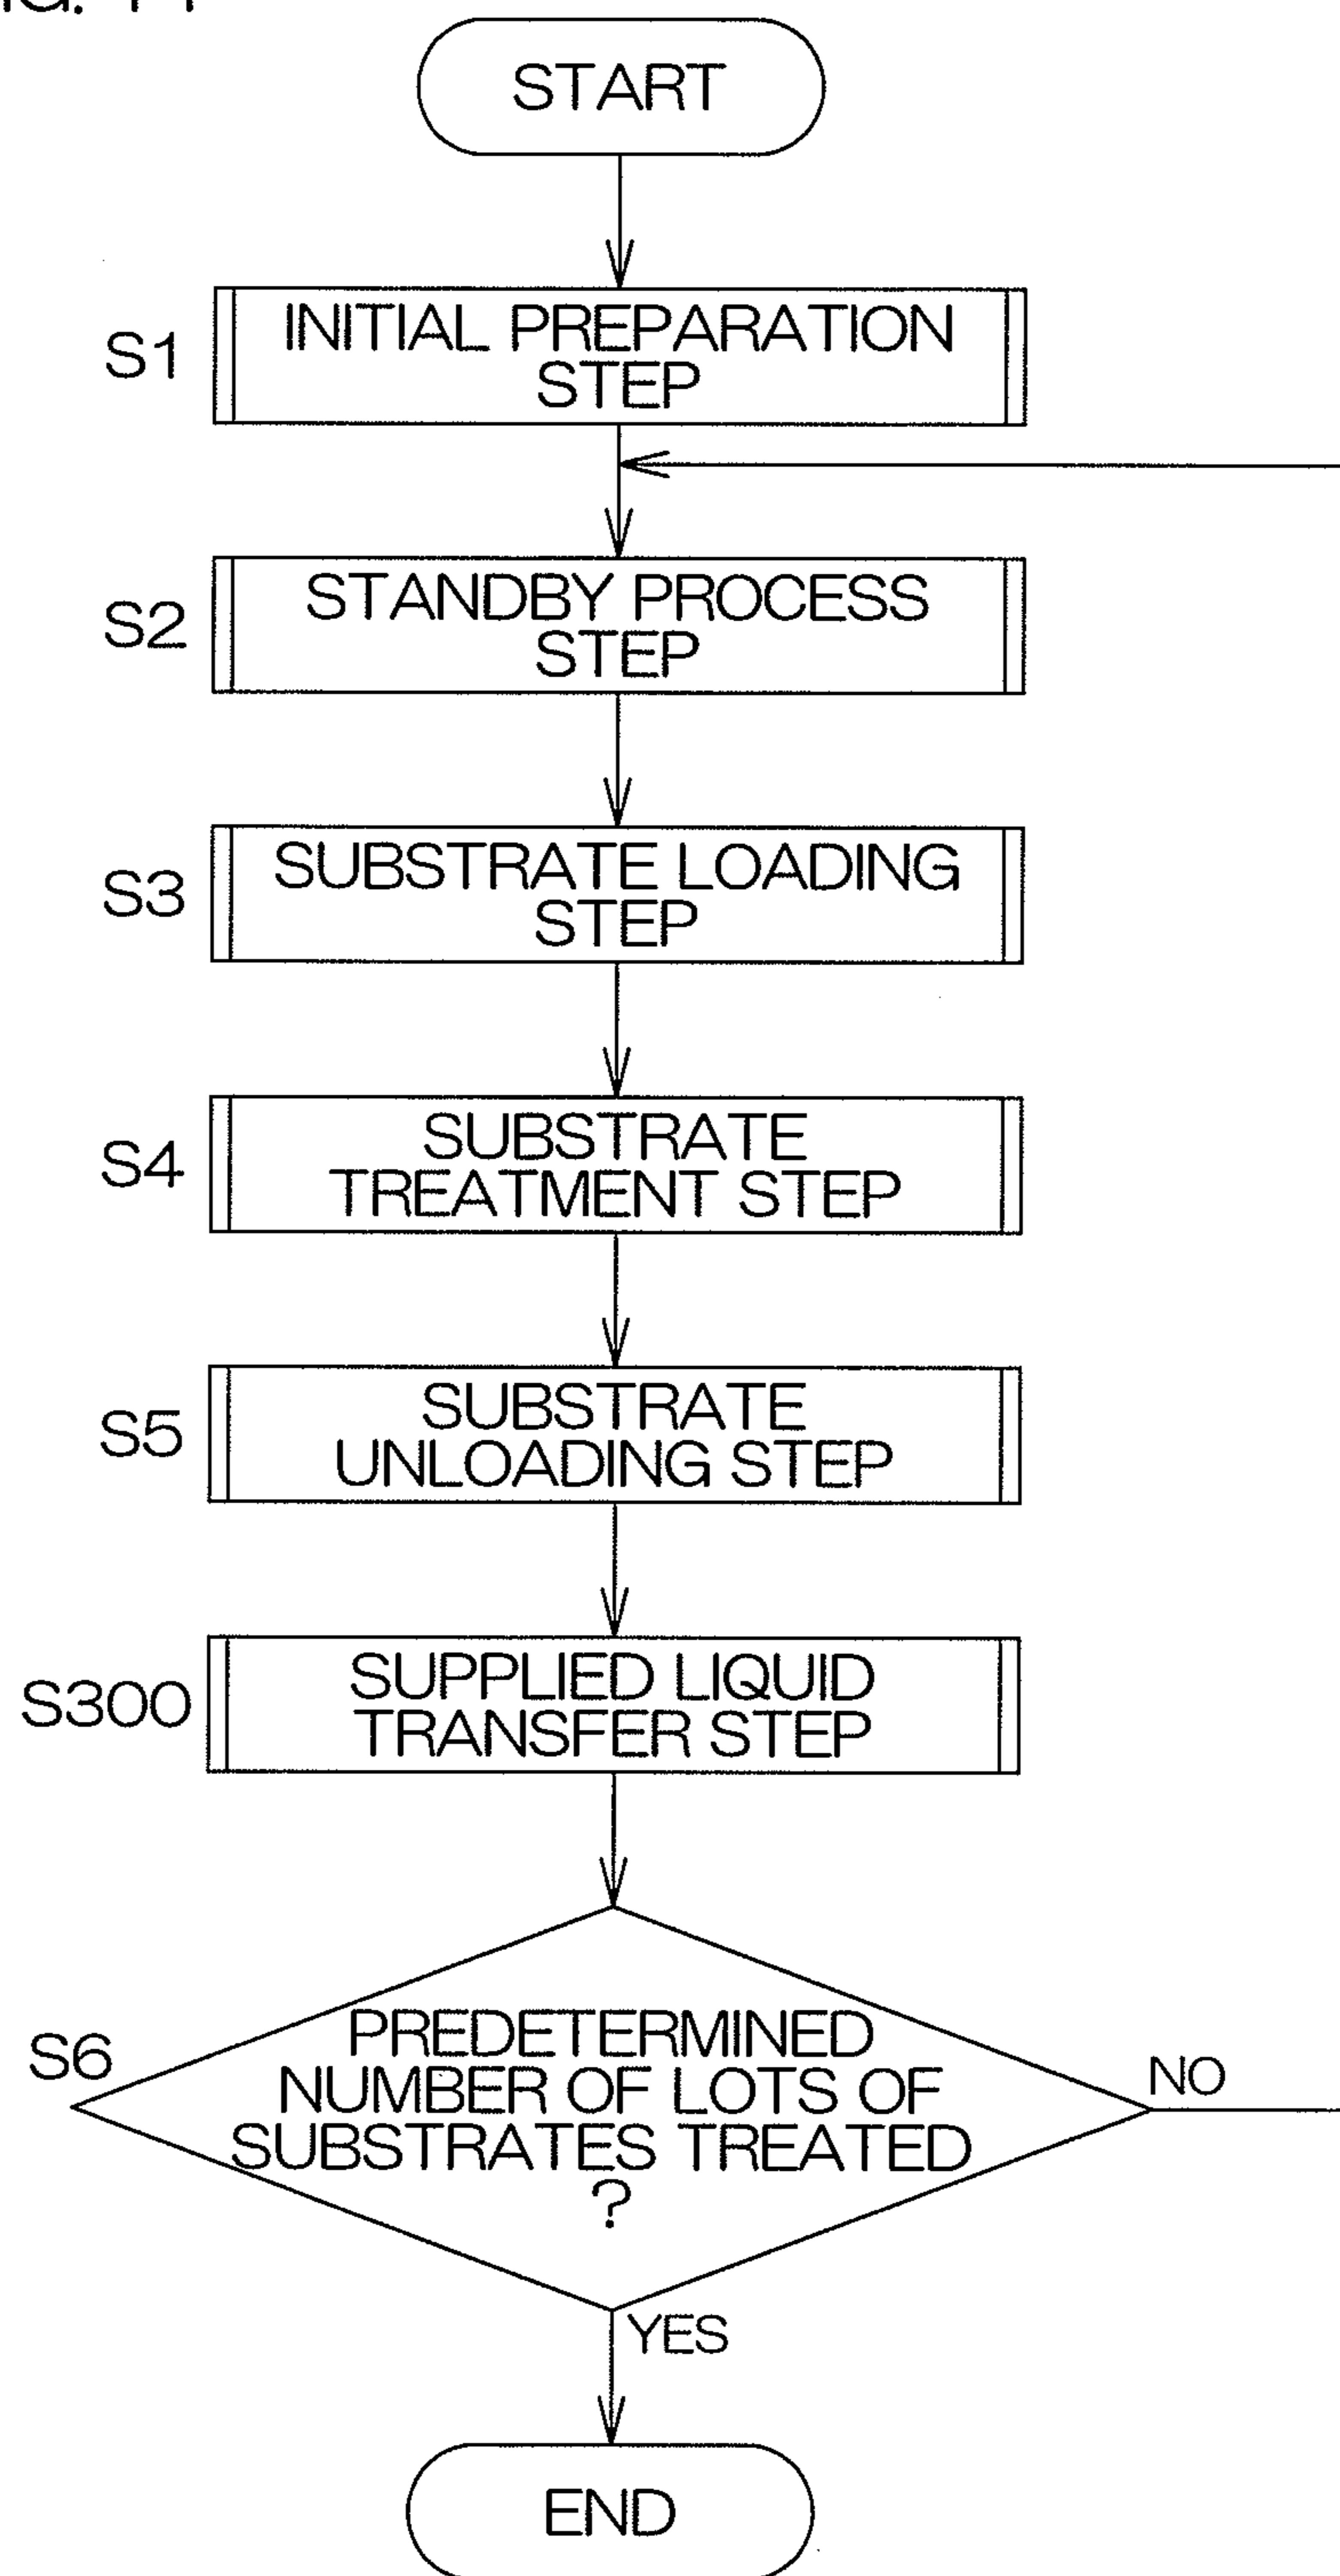 START
S1
INITIAL PREPARATION
STEP
S2
STANDBY PROCESS
STEP
S3
SUBSTRATE LOADING
STEP
S4
SUBSTRATE
TREATMENT STEP
S5
SUBSTRATE
UNLOADING STEP
S300
SUPPLIED LIQUID
TRANSFER STEP
S6
PREDETERMINED
NUMBER OF LOTS OF
SUBSTRATES TREATED
?
NO
YES
END